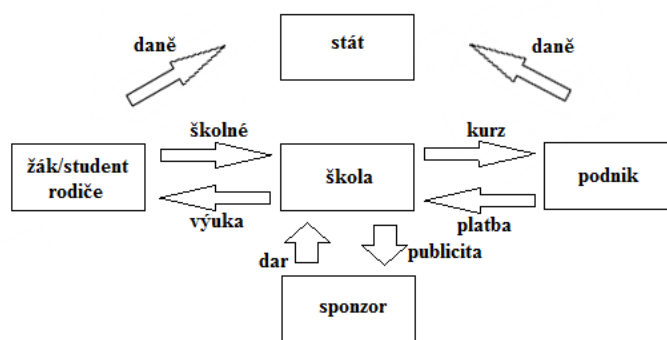 daně
stát
daně
školné
kurz
žák/student
rodiče
škola
podnik
výuka
platba
dar
publicita
sponzor